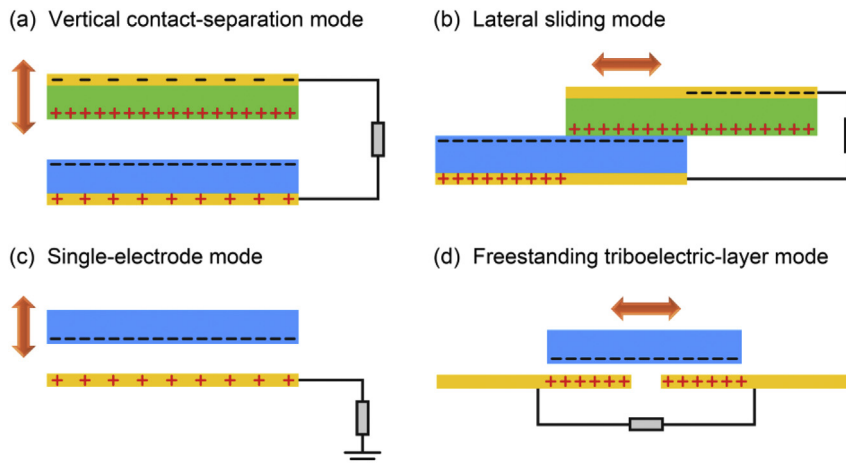 (a) Vertical contact-separation mode
(b) Lateral sliding mode
(c) Single-electrode mode
(d) Freestanding triboelectric-layer mode